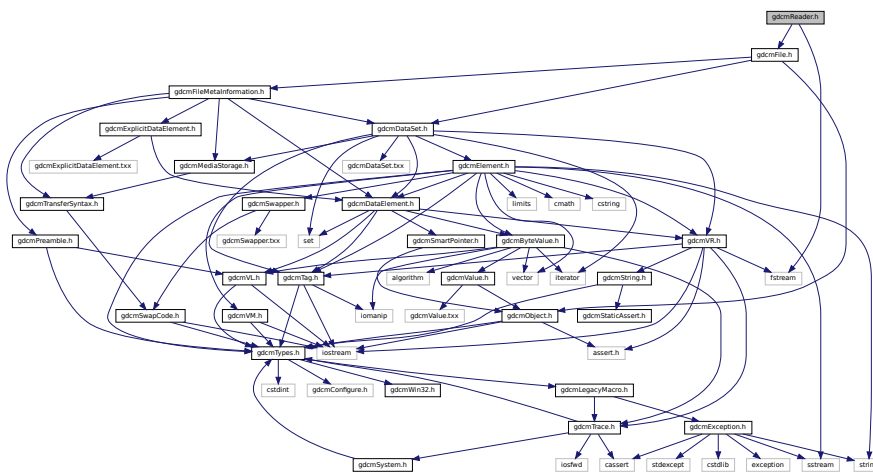 gdcmReader.h
gdcmFile.h
gdcmFileMetaInformation.h
gdcmExplicitDataElement.h
gdcmDataSet.h
gdcmExplicitDataElement.txx
gdcmMediaStorage.h
gdcmDataSet.txx
gdcmElement.h
gdcmTransferSyntax.h
gdcmSwapper.h
gdcmDataElement.h
limits
cmath
cstring
gdcmPreamble.h
gdcmSwapper.txx
set
gdcmSmartPointer.h
gdcmByteValue.h
gdcmVR.h
gdcmVL.h
gdcmTag.h
algorithm
gdcmValue.h
vector
iterator
gdcmString.h
fstream
gdcmSwapCode.h
gdcmVM.h
iomanip
gdcmValue.txx
gdcmObject.h
gdcmStaticAssert.h
gdcmTypes.h
iostream
assert.h
cstdint
gdcmConfigure.h
gdcmWin32.h
gdcmLegacyMacro.h
gdcmTrace.h
gdcmException.h
gdcmSystem.h
iosfwd
cassert
stdexcept
cstdlib
exception
sstream